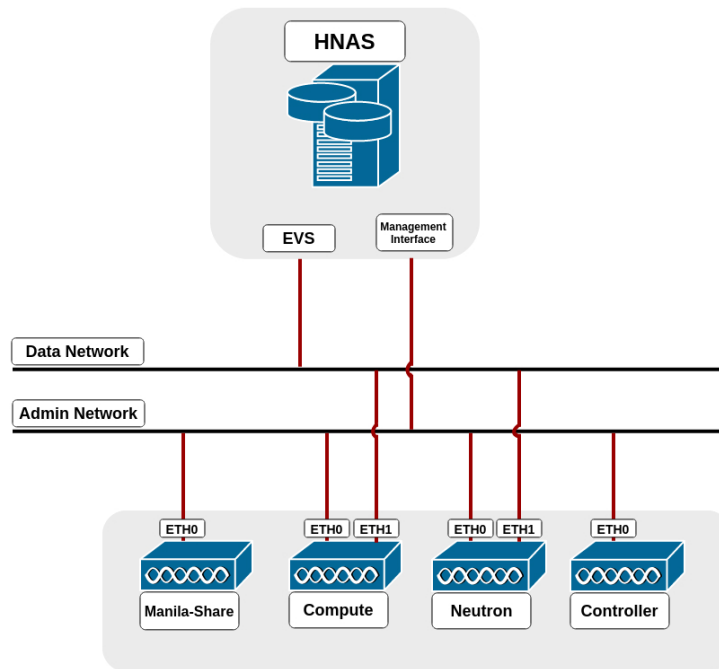 HNAS
EVS
Management
Interface
Data Network
Admin Network
ETH0
ETH0
ETH1
ETH0
ETH1
ETH0
Manila-Share
Compute
Neutron
Controller